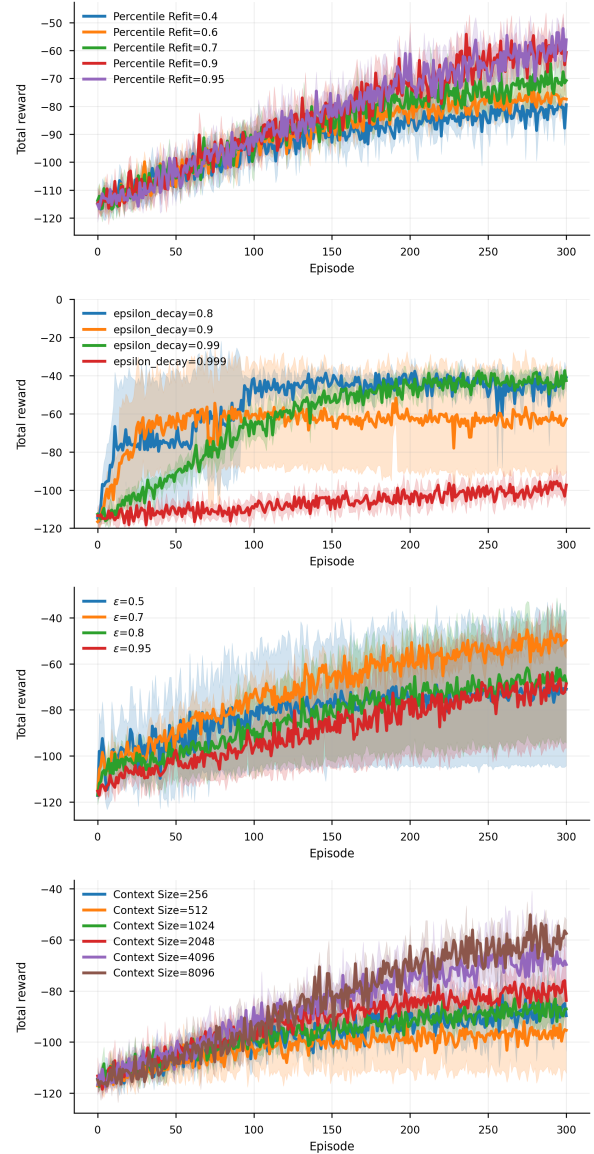 −50
−60
−70
−80
−90
−100
−110
−120
Total reward
Percentile Refit=0.4
Percentile Refit=0.6
Percentile Refit=0.7
Percentile Refit=0.9
Percentile Refit=0.95
0 50 100 150 200 250 300
Episode
0
−20
−40
−60
−80
−100
−120
Total reward
epsilon_decay=0.8
epsilon_decay=0.9
epsilon_decay=0.99
epsilon_decay=0.999
0 50 100 150 200 250 300
Episode
−40
−60
−80
−100
−120
Total reward
ε=0.5
ε=0.7
ε=0.8
ε=0.95
0 50 100 150 200 250 300
Episode
−40
−60
−80
−100
−120
Total reward
Context Size=256
Context Size=512
Context Size=1024
Context Size=2048
Context Size=4096
Context Size=8096
0 50 100 150 200 250 300
Episode